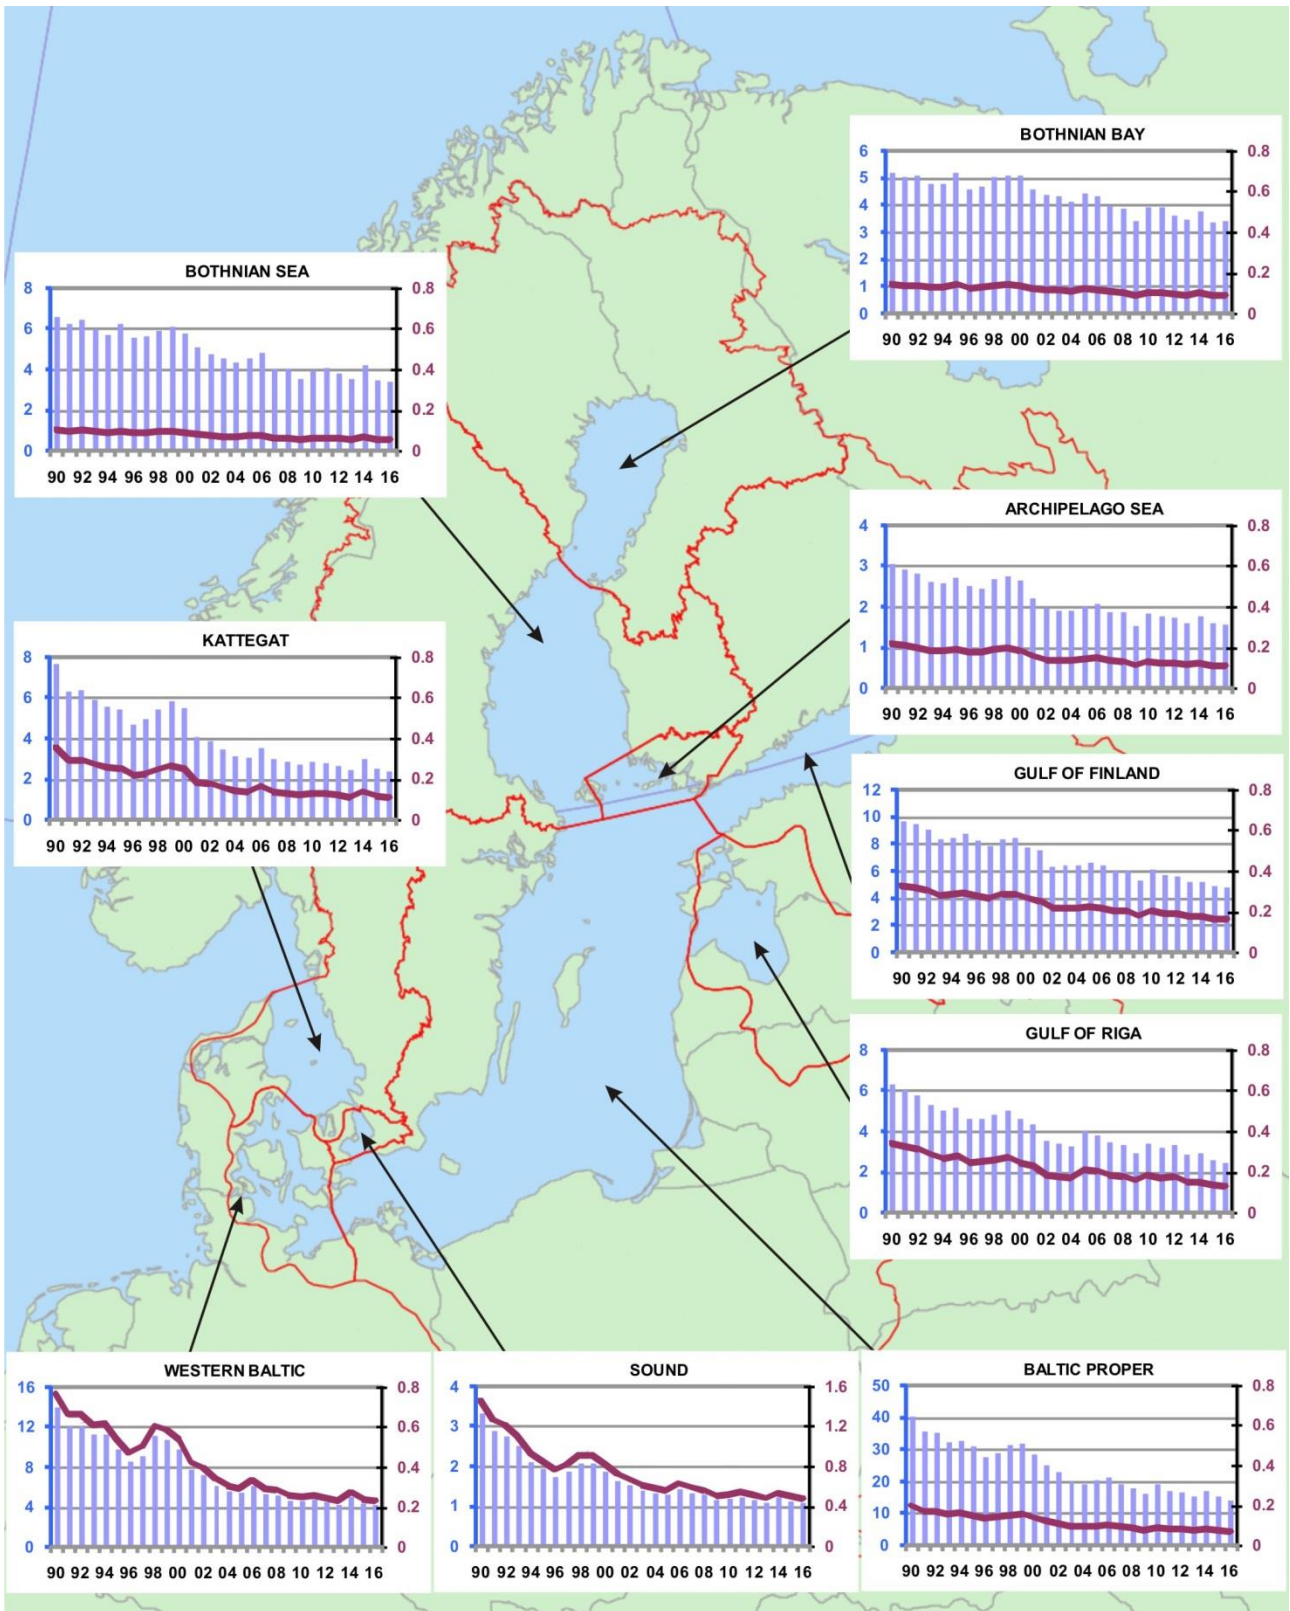 BOTHNIAN BAY
6 0.8
5
4 0.6
3 0.4
2
1 0.2
0 0
90 92 94 96 98 00 02 04 06 08 10 12 14 16
BOTHNIAN SEA
8 0.8
6 0.6
4 0.4
2 0.2
0 0
90 92 94 96 98 00 02 04 06 08 10 12 14 16
ARCHIPELAGO SEA
4 0.8
3 0.6
2 0.4
1 0.2
0 0
90 92 94 96 98 00 02 04 06 08 10 12 14 16
KATTEGAT
8 0.8
6 0.6
4 0.4
2 0.2
0 0
90 92 94 96 98 00 02 04 06 08 10 12 14 16
GULF OF FINLAND
12 0.8
10
8 0.6
6 0.4
4
2 0.2
0 0
90 92 94 96 98 00 02 04 06 08 10 12 14 16
GULF OF RIGA
8 0.8
6 0.6
4 0.4
2 0.2
0 0
90 92 94 96 98 00 02 04 06 08 10 12 14 16
WESTERN BALTIC
16 0.8
12 0.6
8 0.4
4 0.2
0 0
90 92 94 96 98 00 02 04 06 08 10 12 14 16
SOUND
4 1.6
3 1.2
2 0.8
1 0.4
0 0
90 92 94 96 98 00 02 04 06 08 10 12 14 16
BALTIC PROPER
50 0.8
40 0.6
30
20 0.4
10 0.2
0 0
90 92 94 96 98 00 02 04 06 08 10 12 14 16